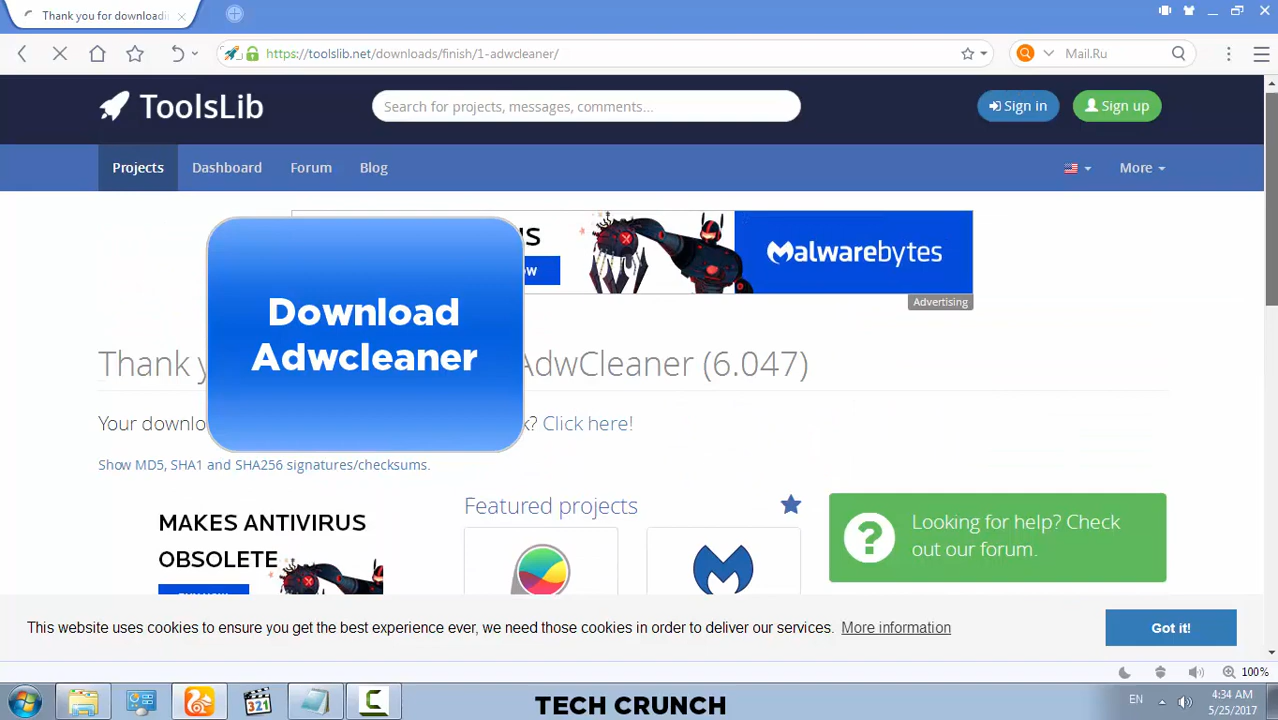 Thank you for downloadin
https://toolslib.net/downloads/finish/1-adwcleaner/
Mail.Ru
ToolsLib
Search for projects, messages, comments...
Sign in
Sign up
Projects
Dashboard
Forum
Blog
More
malwarebytes
Advertising
Download
Adwcleaner
Thank AdwCleaner (6.047)
Your Click here!
Show MD5, SHA1 and SHA256 signatures/checksums.
MAKES ANTIVIRUS
OBSOLETE
Featured projects
Looking for help? Check
out our forum.
This website uses cookies to ensure you get the best experience ever, we need those cookies in order to deliver our services. More information
Got it!
100%
321
TECH CRUNCH
EN
4:34 AM
5/25/2017